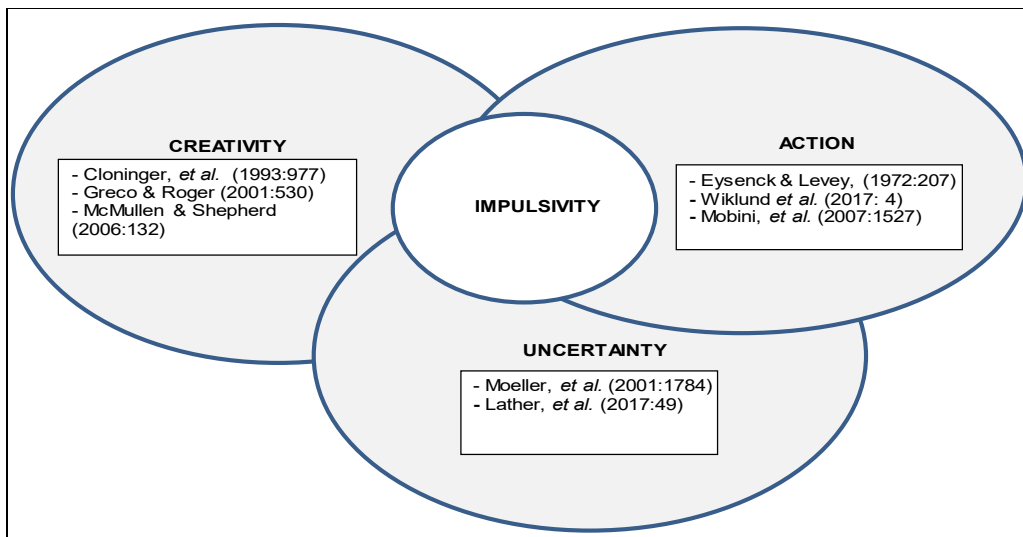 CREATIVITY
- Cloninger, et al. (1993:977)
- Greco & Roger (2001:530)
- McMullen & Shepherd
(2006:132)
IMPULSIVITY
ACTION
- Eysenck & Levey, (1972:207)
- Wiklund et al. (2017: 4)
- Mobini, et al. (2007:1527)
UNCERTAINTY
- Moeller, et al. (2001:1784)
- Lather, et al. (2017:49)